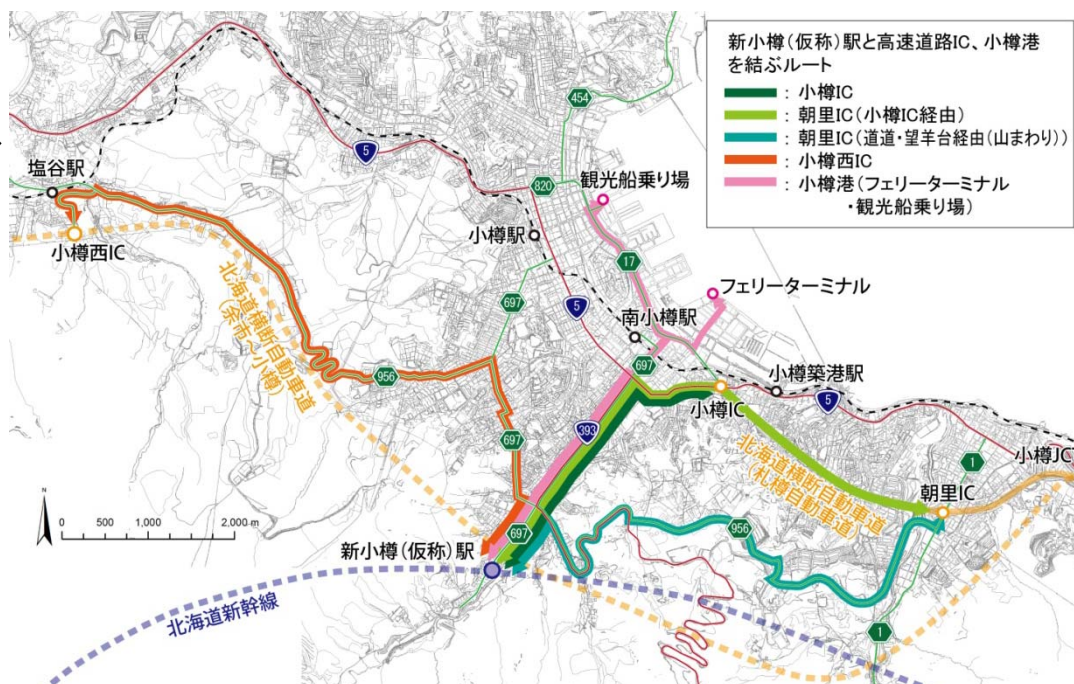 新小樽(仮称)駅と高速道路IC、小樽港
を結ぶルート
: 小樽IC
: 朝里IC(小樽IC経由)
: 朝里IC(道道・望羊台経由(山まわり))
: 小樽西IC
: 小樽港(フェリーターミナル
・観光船乗り場)
454
5
塩谷駅
820
観光船乗り場
小樽駅
小樽西IC
17
フェリーターミナル
北海道横断自動車道
(余市~小樽)
697
5
南小樽駅
697
956
小樽築港駅
小樽IC
5
393
697
北海道横断自動車道
(札樽自動車道)
1
小樽JCT
朝里IC
N
0 500 1,000 2,000 m
697
956
新小樽(仮称)駅
北海道新幹線
1